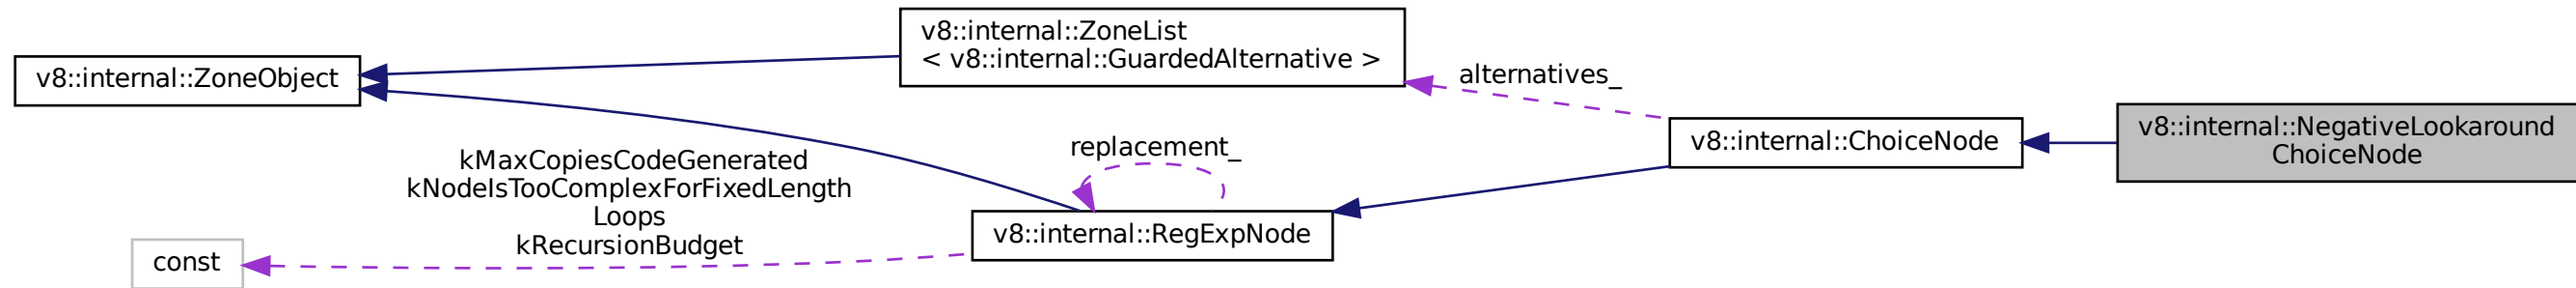 v8::internal::ZoneList
< v8::internal::GuardedAlternative >
v8::internal::ZoneObject
alternatives_
v8::internal::NegativeLookaround
ChoiceNode
v8::internal::ChoiceNode
replacement_
kMaxCopiesCodeGenerated
kNodeIsTooComplexForFixedLength
Loops
kRecursionBudget
v8::internal::RegExpNode
const